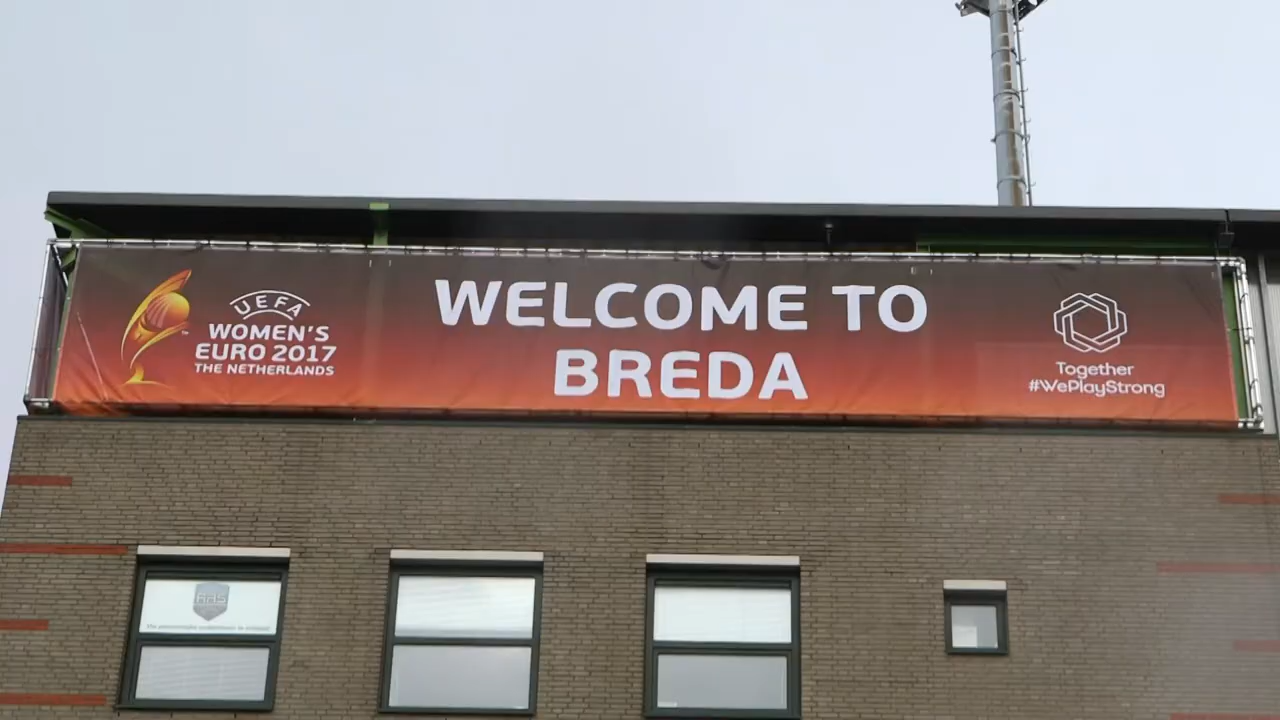 UEFA
WOMEN'S
EURO 2017
THE NETHERLANDS
WELCOME TO
BREDA
Together
#WePlayStrong